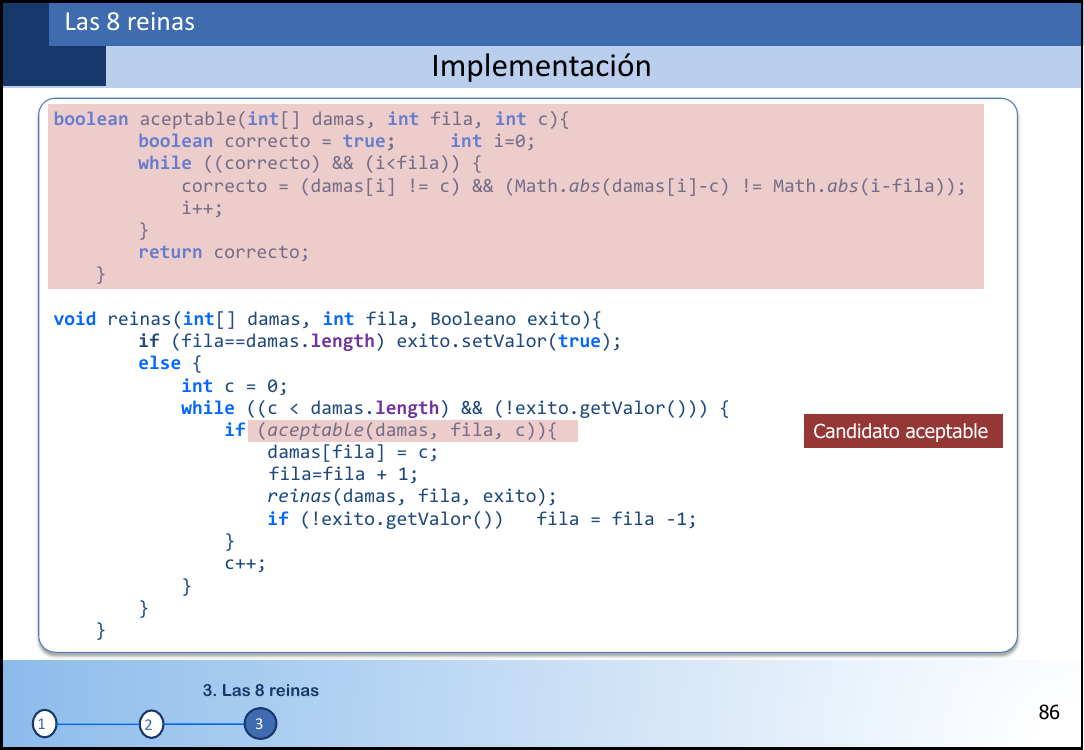 Las 8 reinas
Implementación
boolean aceptable(int[] damas, int fila, int c){
boolean correcto = true;     int i=0;
while ((correcto) && (i<fila)) {
correcto = (damas[i] != c) && (Math.abs(damas[i]-c) != Math.abs(i-fila));
i++;
}
return correcto;
}
void reinas(int[] damas, int fila, Booleano exito){
if (fila==damas.length) exito.setValor(true);
else {
int c = 0;
while ((c < damas.length) && (!exito.getValor())) {
if (aceptable(damas, fila, c)){
Candidato aceptable
damas[fila] = c;
fila=fila + 1;
reinas(damas, fila, exito);
if (!exito.getValor())   fila = fila -1;
}
c++;
}
}
}
3. Las 8 reinas
1 2 3
86